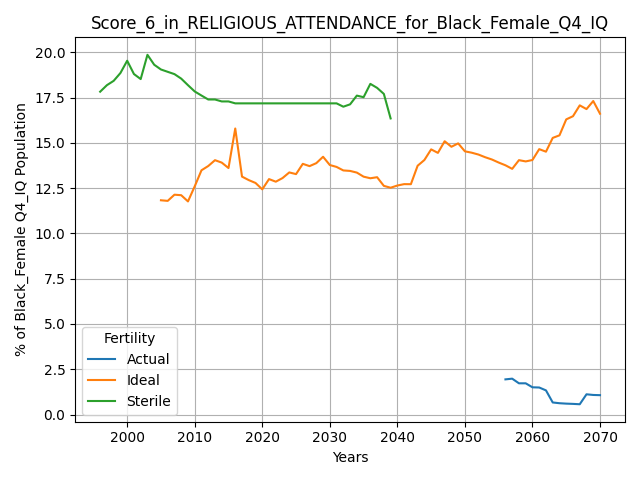 Score_6_in_RELIGIOUS_ATTENDANCE_for_Black_Female_Q4_IQ
% of Black_Female Q4_IQ Population
20.0
17.5
15.0
12.5
10.0
7.5
5.0
2.5
0.0
Fertility
Actual
Ideal
Sterile
2000 2010 2020 2030 2040 2050 2060 2070
Years